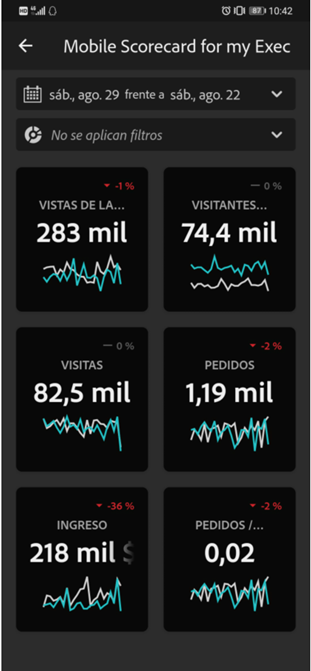 HD 4G 87 10:42
Mobile Scorecard for my Exec
sáb., ago. 29 frente a sáb., ago. 22
No se aplican filtros
-1 %
VISTAS DE LA...
283 mil
0 %
VISITANTES...
74,4 mil
0 %
VISITAS
82,5 mil
-2 %
PEDIDOS
1,19 mil
-36 %
INGRESO
218 mil $
-2 %
PEDIDOS /...
0,02